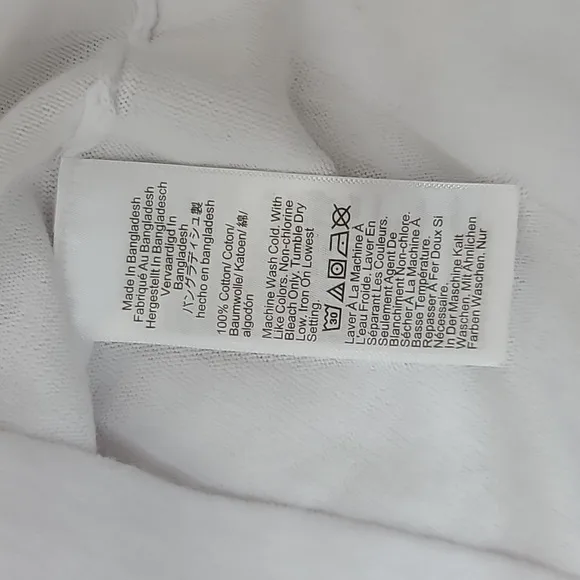 Made In Bangladesh
Fabriqué Au Bangladesh
Hergestellt In Bangladesch
Vervaardigd In
Bangladesh
バングラディシュ製
hecho en bangladesh
100% Cotton/Coton/
Baumwolle/ Katoen/ 綿/
algodón
Machine Wash Cold. With
Like Colors. Non-chlorine
Bleach Only. Tumble Dry
Low. Iron On Lowest
Setting.
30
Laver À La Machine À
L'eau Froide. Laver En
Séparant Les Couleurs.
Seulement Agent De
Blanchiment Non-chlore.
Sécher À La Machine À
Basse Température.
Repasser À Fer Doux Si
Nécessaire.
In Der Maschine Kalt
Waschen. Mit Ähnlichen
Farben Waschen. Nur